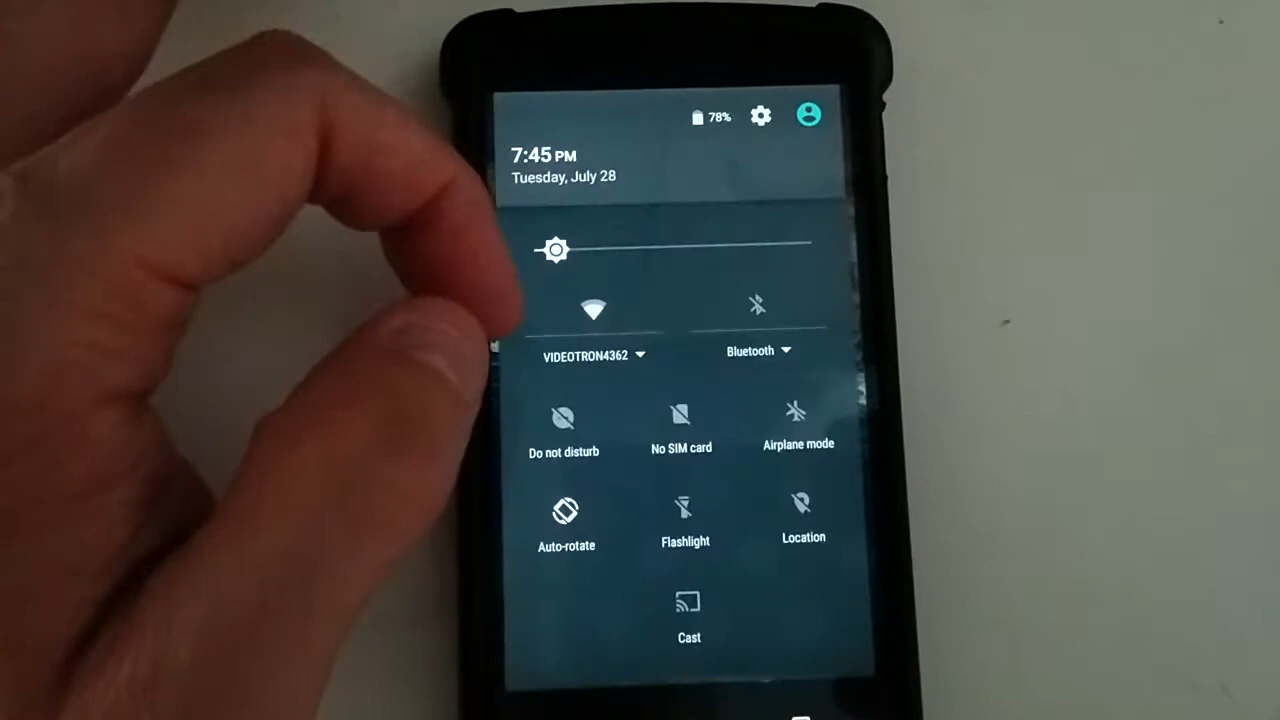 78%
7:45 PM
Tuesday, July 28
VIDEOTRON4362
Bluetooth
Do not disturb
No SIM card
Airplane mode
Auto-rotate
Flashlight
Location
Cast